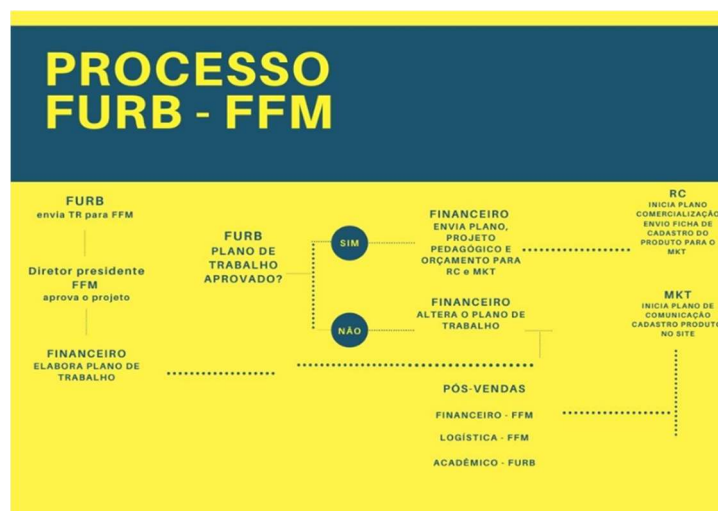 PROCESSO
FURB - FFM
FURB
envia TR para FFM
Diretor presidente
FFM
aprova o projeto
FINANCEIRO
ELABORA PLANO DE
TRABALHO
FURB
PLANO DE
TRABALHO
APROVADO?
SIM
NÃO
FINANCEIRO
ENVIA PLANO,
PROJETO
PEDAGÓGICO E
ORÇAMENTO PARA
RC e MKT
FINANCEIRO
ALTERA O PLANO DE
TRABALHO
RC
INICIA PLANO
COMERCIALIZAÇÃO
ENVIO FICHA DE
CADASTRO DO
PRODUTO PARA O
MKT
MKT
INICIA PLANO DE
COMUNICAÇÃO
CADASTRO PRODUTO
NO SITE
PÓS-VENDAS
FINANCEIRO - FFM
LOGÍSTICA - FFM
ACADÊMICO - FURB